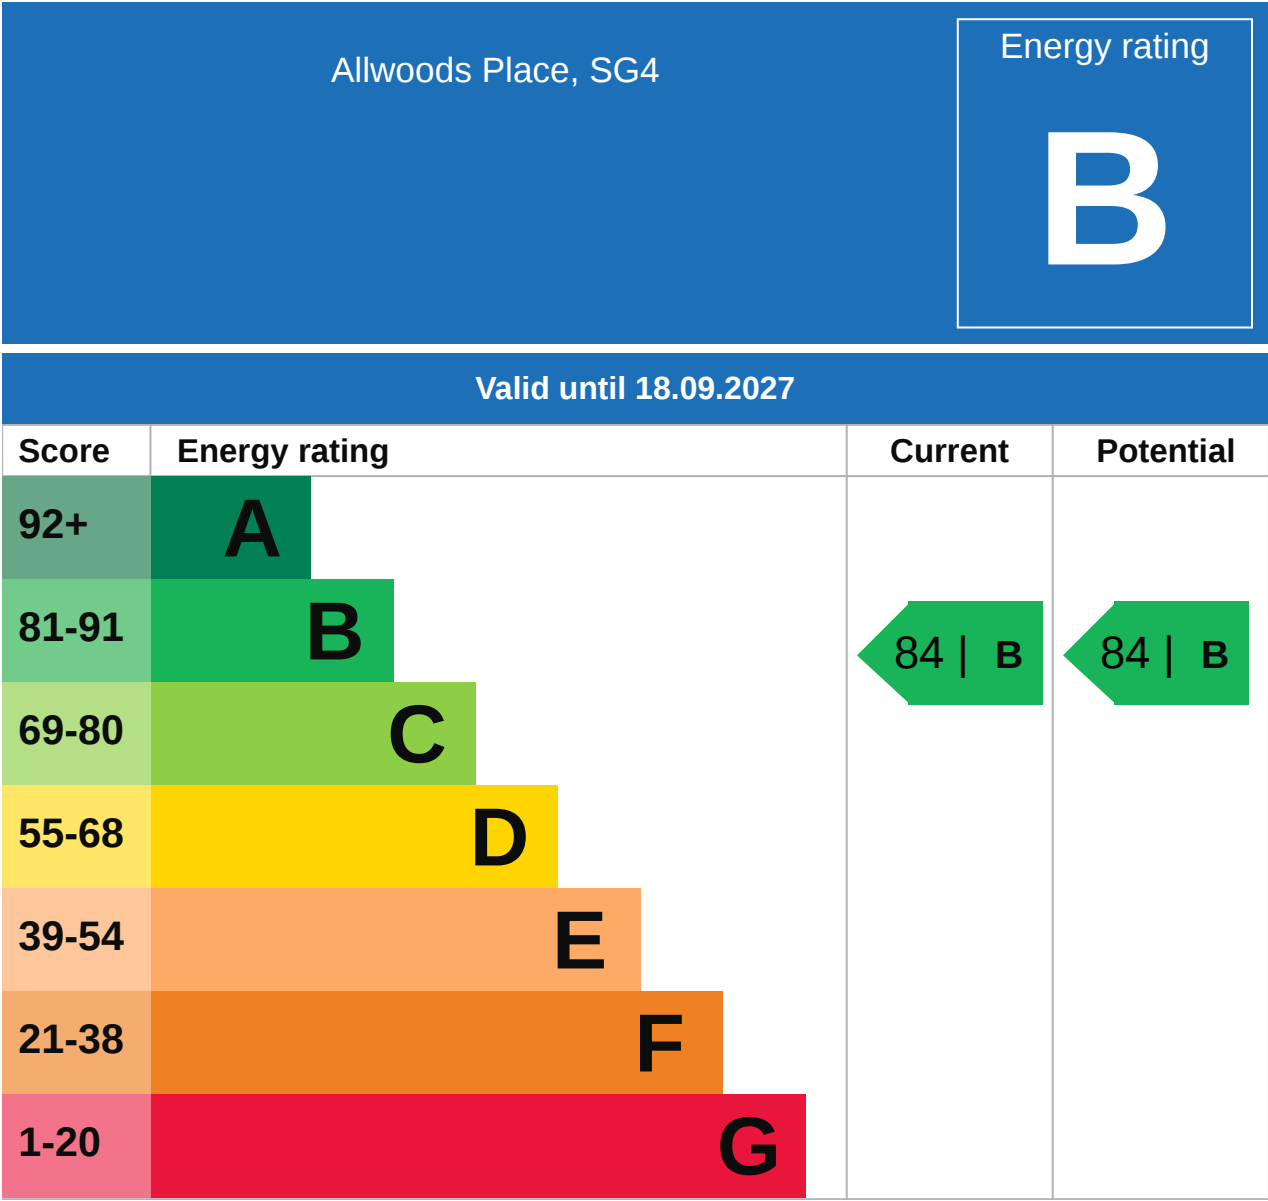 Allwoods Place, SG4
Energy rating
B
Valid until 18.09.2027
Score Energy rating Current Potential
92+ A
81-91 B 84 | B 84 | B
69-80 C
55-68 D
39-54 E
21-38 F
1-20 G